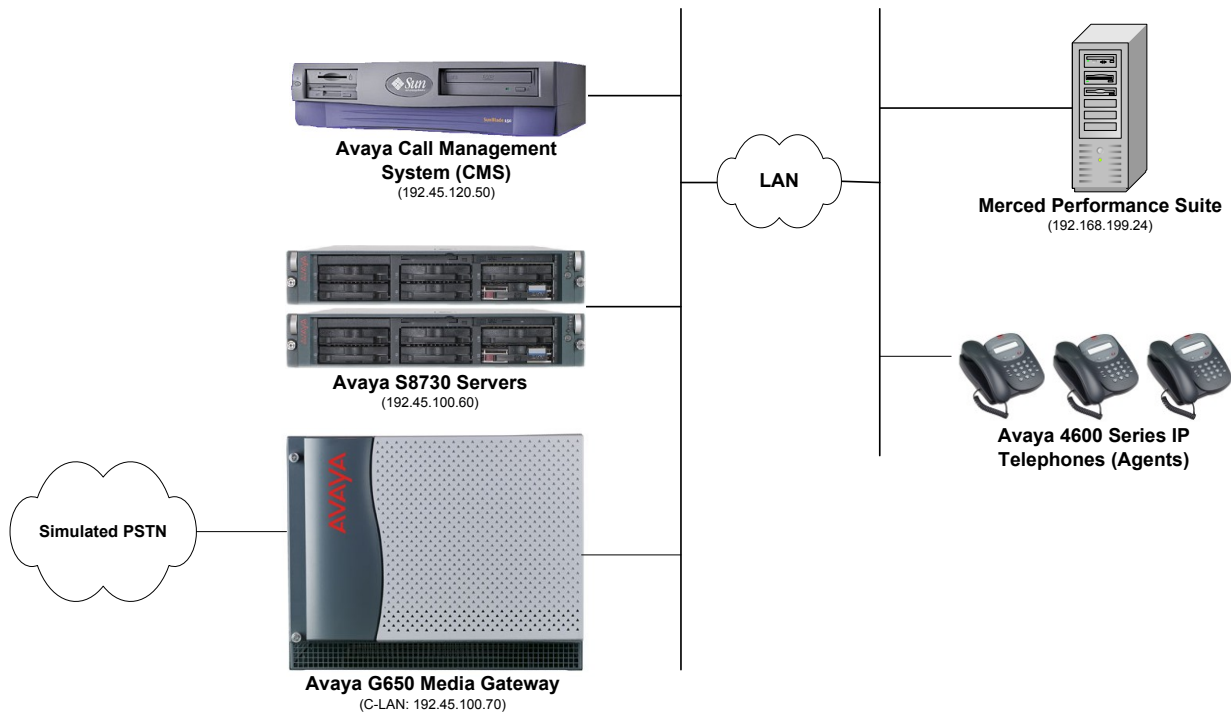 Sun
Avaya Call Management
System (CMS)
(192.45.120.50)
LAN
Merced Performance Suite
(192.168.199.24)
Avaya S8730 Servers
(192.45.100.60)
Avaya 4600 Series IP
Telephones (Agents)
Simulated PSTN
AVAYA
Avaya G650 Media Gateway
(C-LAN: 192.45.100.70)